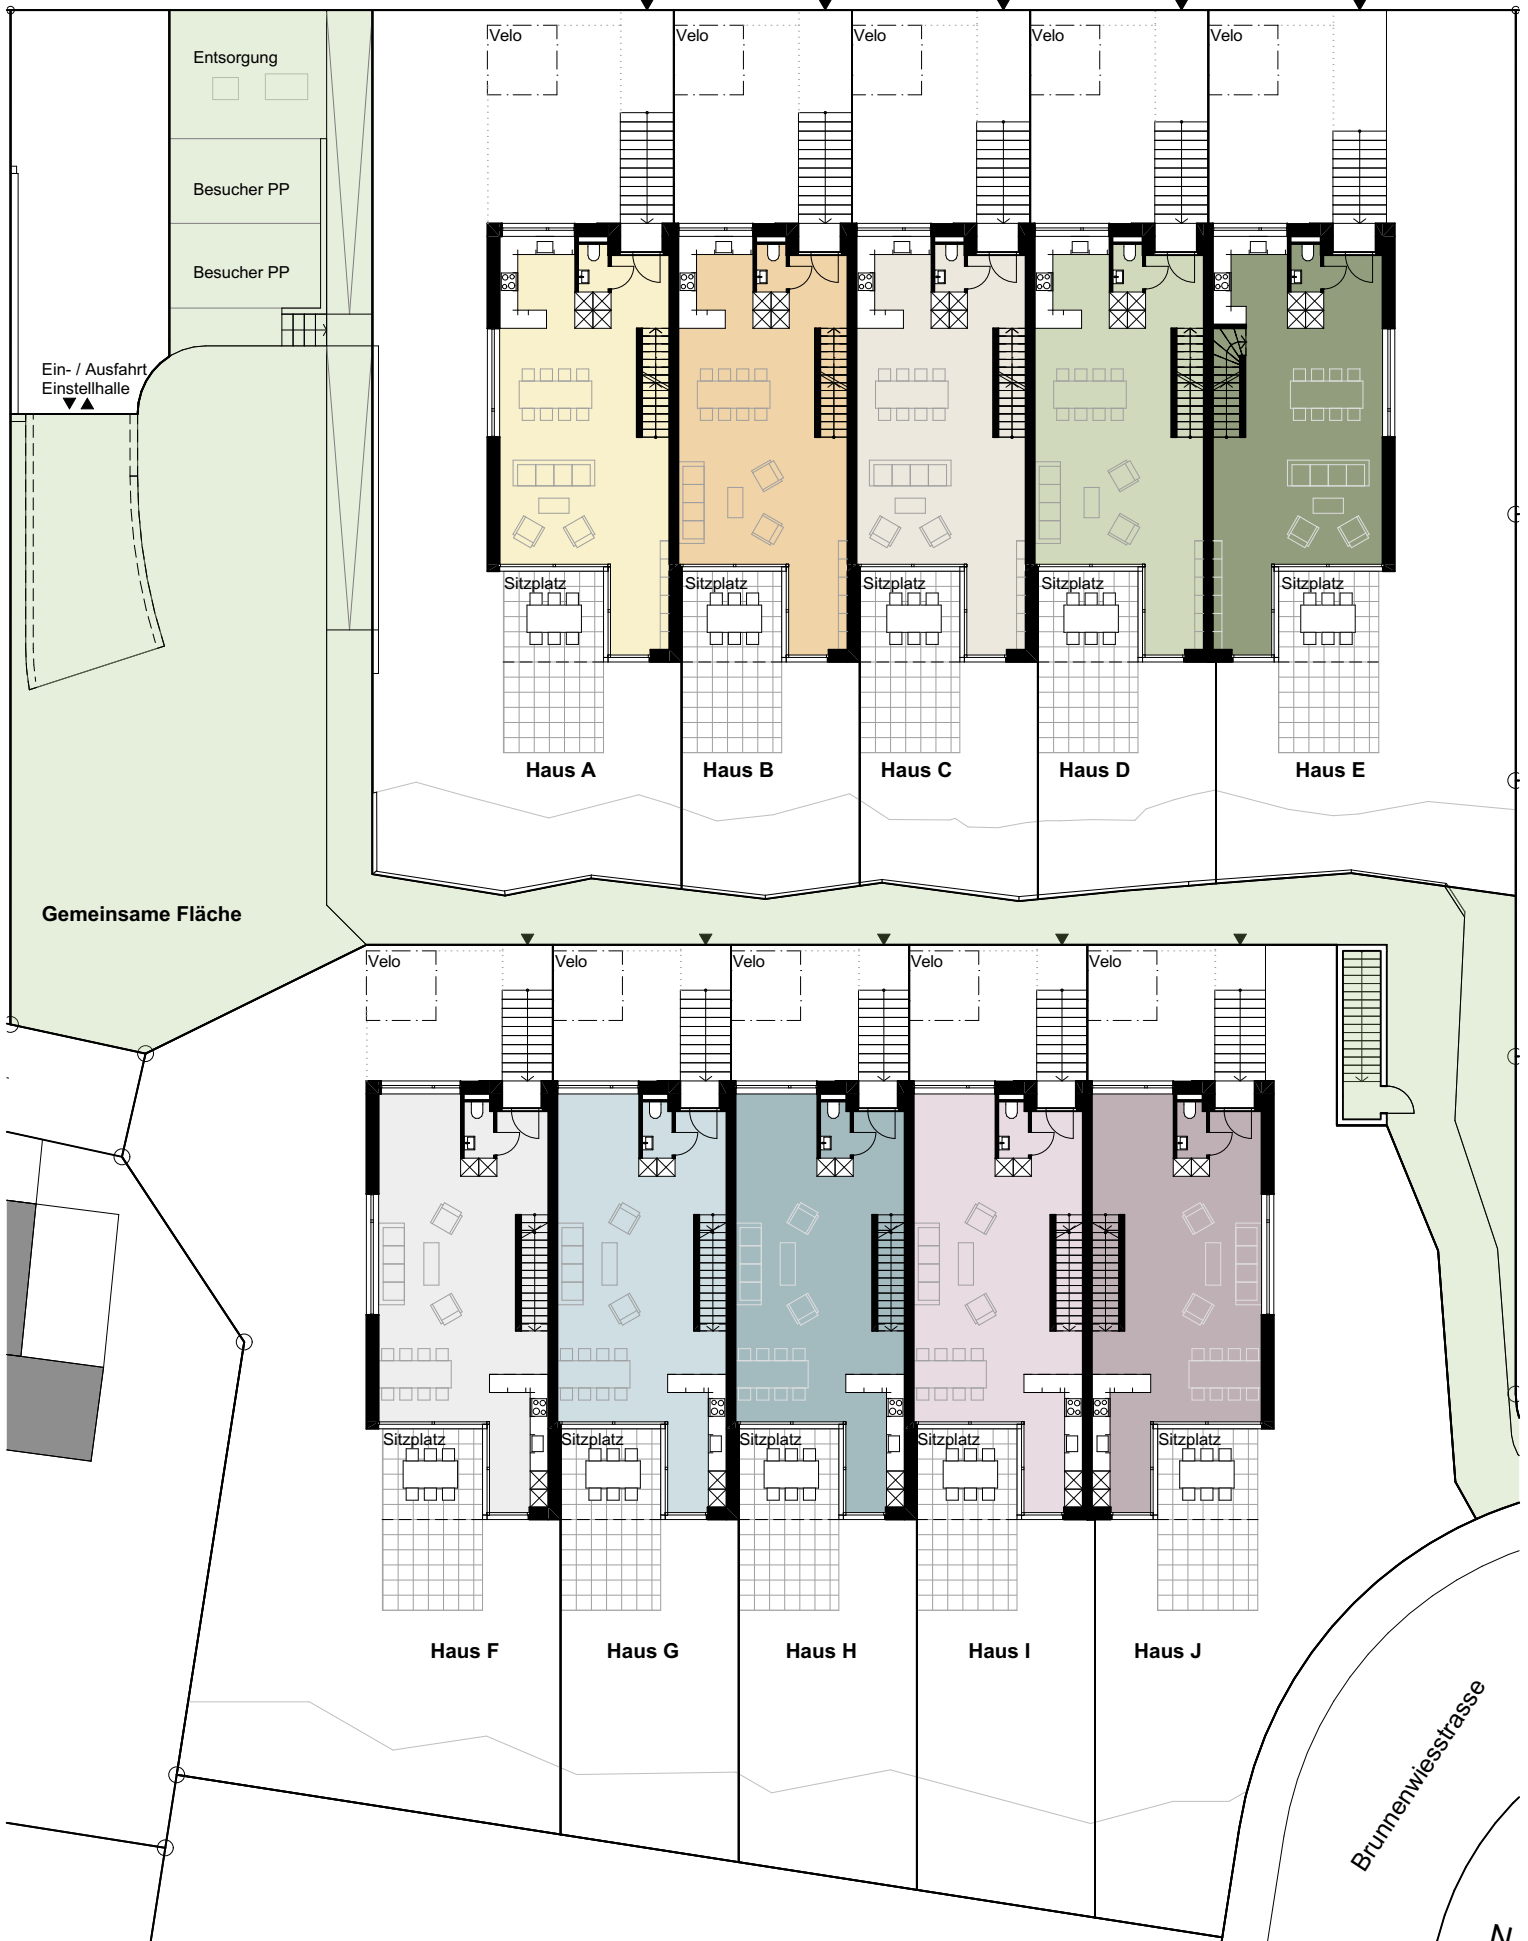 Velo
Velo
Velo
Velo
Velo
Entsorgung
Besucher PP
Besucher PP
Ein- / Ausfahrt
Einstellhalle
Sitzplatz
Sitzplatz
Sitzplatz
Sitzplatz
Sitzplatz
Haus A
Haus B
Haus C
Haus D
Haus E
Gemeinsame Fläche
Velo
Velo
Velo
Velo
Velo
Sitzplatz
Sitzplatz
Sitzplatz
Sitzplatz
Sitzplatz
Haus F
Haus G
Haus H
Haus I
Haus J
Brunnenwiesstrasse
N